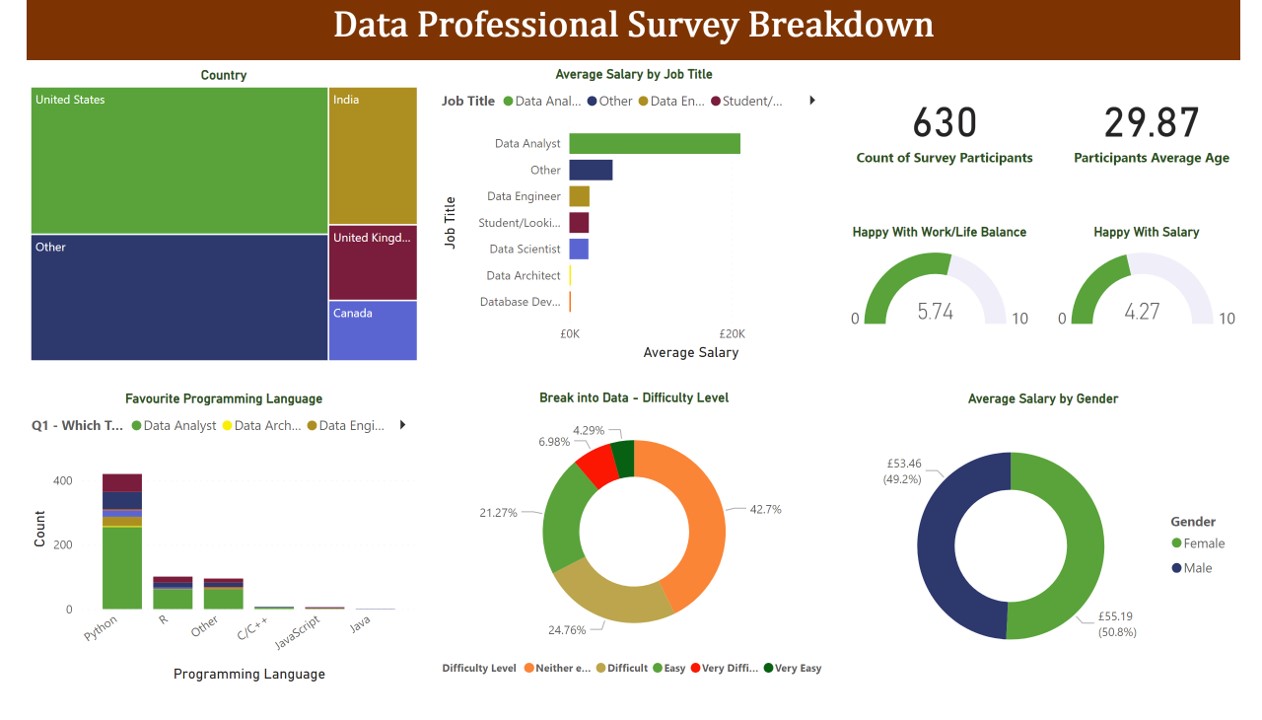 Data Professional Survey Breakdown
Country
United States
India
Other
United Kingd...
Canada
Average Salary by Job Title
Job Title Data Anal... Other Data En... Student/...
Job Title
Data Analyst
Other
Data Engineer
Student/Looki...
Data Scientist
Data Architect
Database Dev...
£0K £20K
Average Salary
630
Count of Survey Participants
29.87
Participants Average Age
Happy With Work/Life Balance
0 5.74 10
Happy With Salary
0 4.27 10
Favourite Programming Language
Q1 - Which T... Data Analyst Data Arch... Data Engi...
Count
400
200
0
Python R Other C/C++ JavaScript Java
Programming Language
Break into Data - Difficulty Level
4.29%
6.98%
21.27%
42.7%
24.76%
Difficulty Level Neither e... Difficult Easy Very Diffi... Very Easy
Average Salary by Gender
£53.46
(49.2%)
£55.19
(50.8%)
Gender
Female
Male